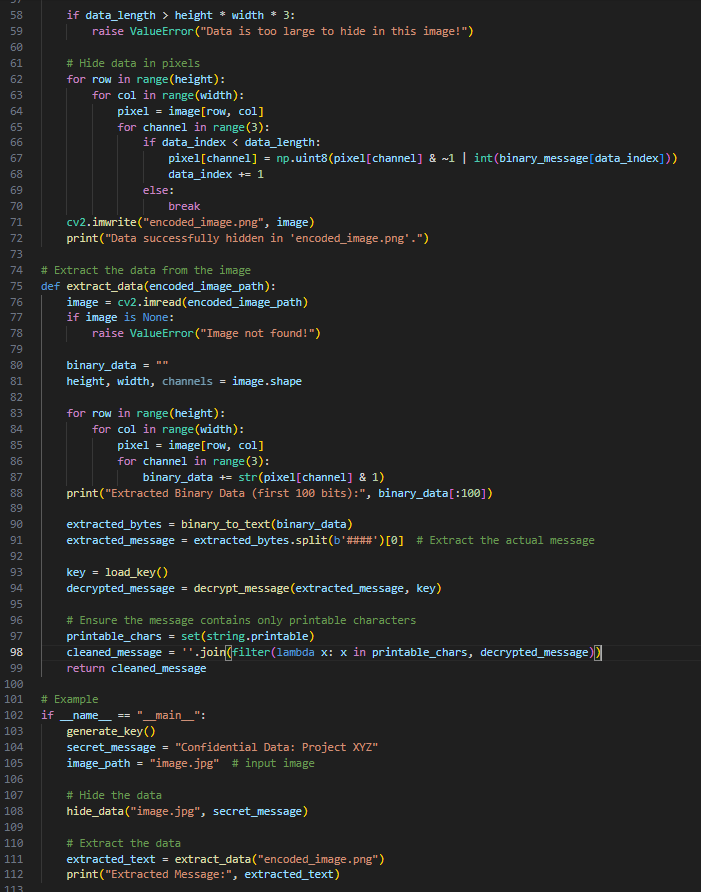 58 if data_length > height * width * 3:
59 raise ValueError("Data is too large to hide in this image!")
60
61 # Hide data in pixels
62 for row in range(height):
63 for col in range(width):
64 pixel = image[row, col]
65 for channel in range(3):
66 if data_index < data_length:
67 pixel[channel] = np.uint8(pixel[channel] & ~1 | int(binary_message[data_index]))
68 data_index += 1
69 else:
70 break
71 cv2.imwrite("encoded_image.png", image)
72 print("Data successfully hidden in 'encoded_image.png'.")
73
74 # Extract the data from the image
75 def extract_data(encoded_image_path):
76 image = cv2.imread(encoded_image_path)
77 if image is None:
78 raise ValueError("Image not found!")
79
80 binary_data = ""
81 height, width, channels = image.shape
82
83 for row in range(height):
84 for col in range(width):
85 pixel = image[row, col]
86 for channel in range(3):
87 binary_data += str(pixel[channel] & 1)
88 print("Extracted Binary Data (first 100 bits):", binary_data[:100])
89
90 extracted_bytes = binary_to_text(binary_data)
91 extracted_message = extracted_bytes.split(b'####')[0] # Extract the actual message
92
93 key = load_key()
94 decrypted_message = decrypt_message(extracted_message, key)
95
96 # Ensure the message contains only printable characters
97 printable_chars = set(string.printable)
98 cleaned_message = ''.join(filter(lambda x: x in printable_chars, decrypted_message))
99 return cleaned_message
100
101 # Example
102 if __name__ == "__main__":
103 generate_key()
104 secret_message = "Confidential Data: Project XYZ"
105 image_path = "image.jpg" # input image
106
107 # Hide the data
108 hide_data("image.jpg", secret_message)
109
110 # Extract the data
111 extracted_text = extract_data("encoded_image.png")
112 print("Extracted Message:", extracted_text)
113